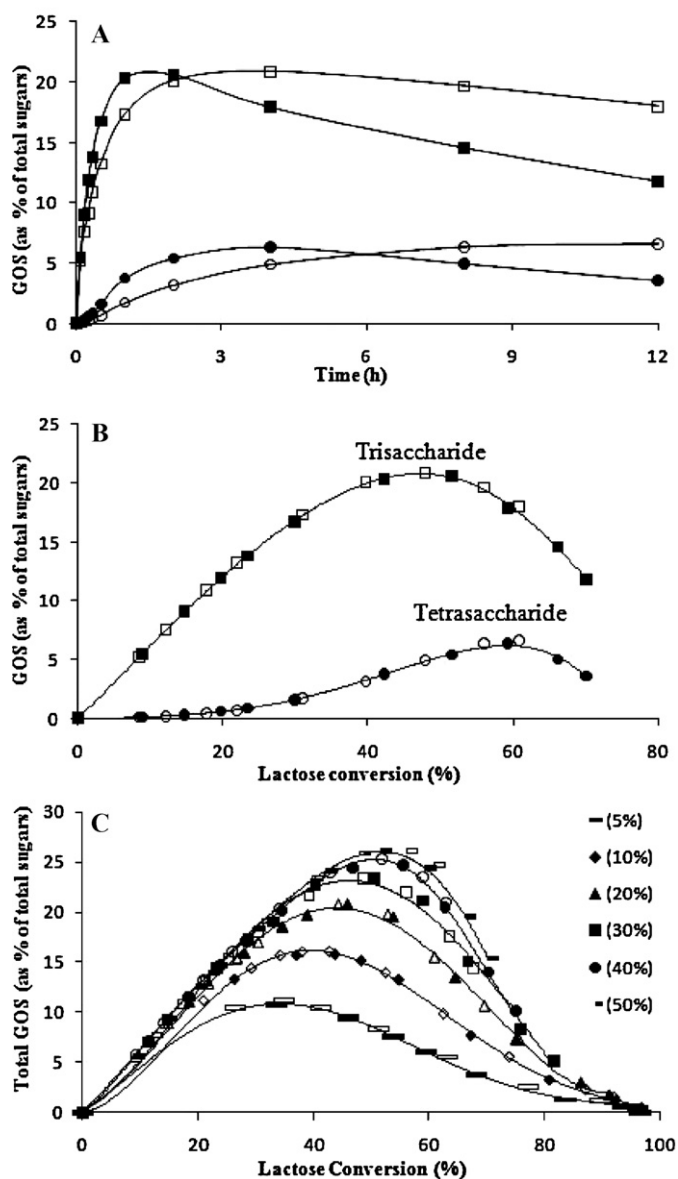 A
GOS (as % of total sugars)
25
20
15
10
5
0
0 3 6 9 12
Time (h)
B
GOS (as % of total sugars)
25
20
15
10
5
0
Trisaccharide
Tetrasaccharide
0 20 40 60 80
Lactose conversion (%)
C
Total GOS (as % of total sugars)
30
25
20
15
10
5
0
(5%)
(10%)
(20%)
(30%)
(40%)
(50%)
0 20 40 60 80 100
Lactose Conversion (%)